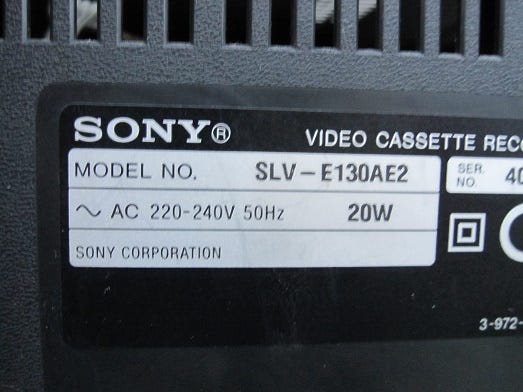 SONY®
VIDEO CASSETTE RECO
MODEL NO. SLV-E130AE2
SER. NO. 40
~ AC 220-240V 50Hz 20W
SONY CORPORATION
3-972-